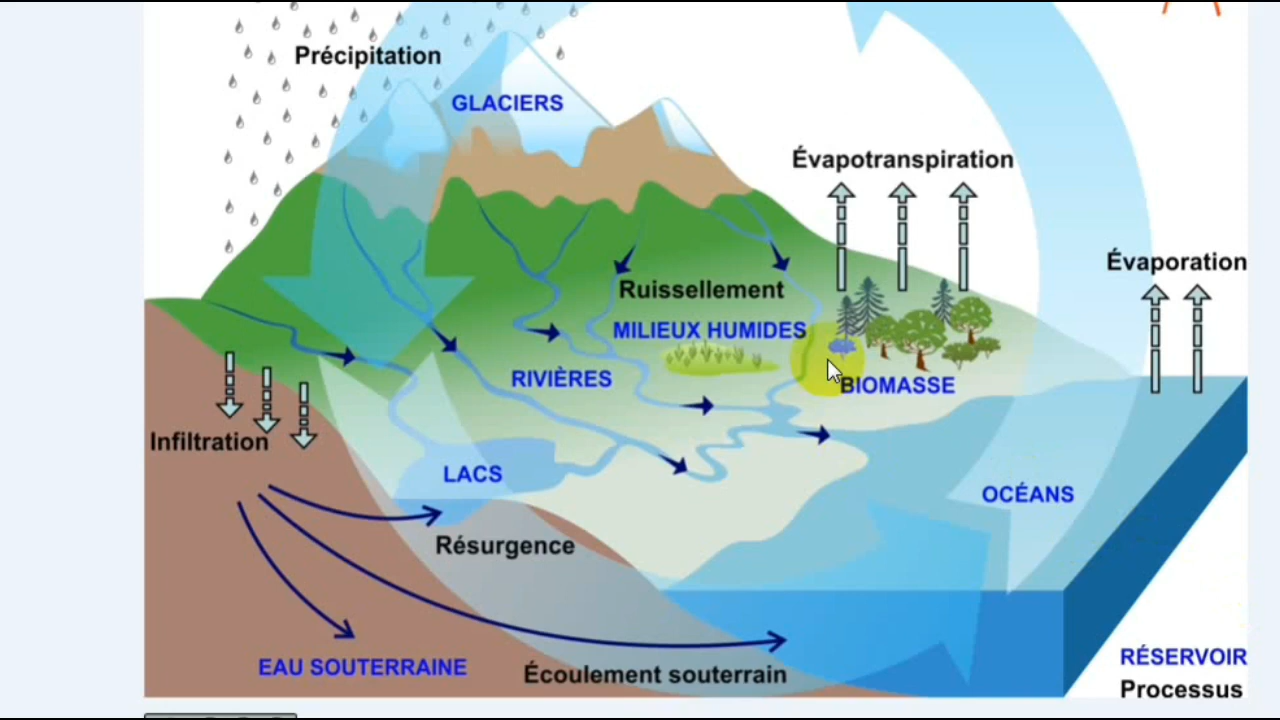 Précipitation
GLACIERS
Évapotranspiration
Évaporation
Ruissellement
MILIEUX HUMIDES
RIVIÈRES
BIOMASSE
Infiltration
LACS
OCÉANS
Résurgence
EAU SOUTERRAINE
Écoulement souterrain
RÉSERVOIR
Processus